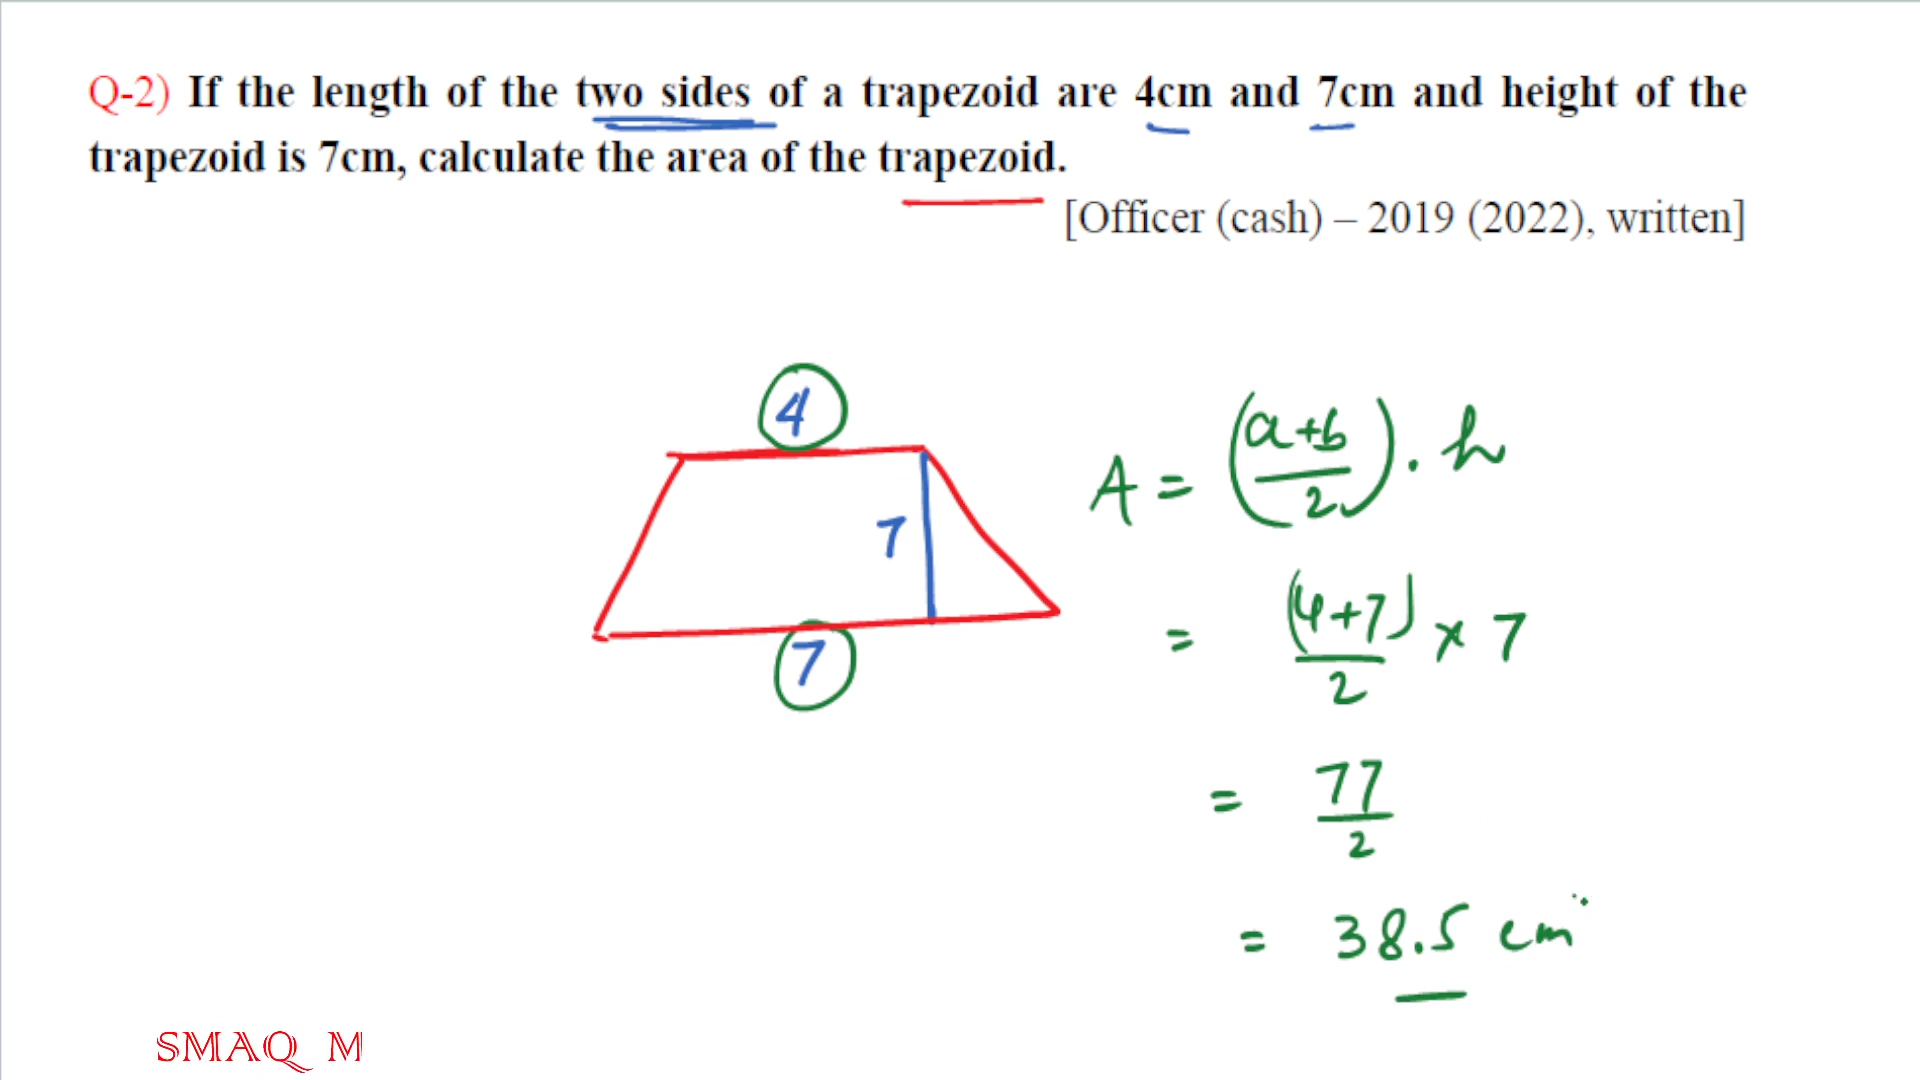 Q-2) If the length of the two sides of a trapezoid are 4cm and 7cm and height of the
trapezoid is 7cm, calculate the area of the trapezoid.
[Officer (cash) – 2019 (2022), written]
4
7
7
A = (a+b/2) . h
= (4+7)/2 × 7
= 77/2
= 38.5 cm¨
SMAQ M